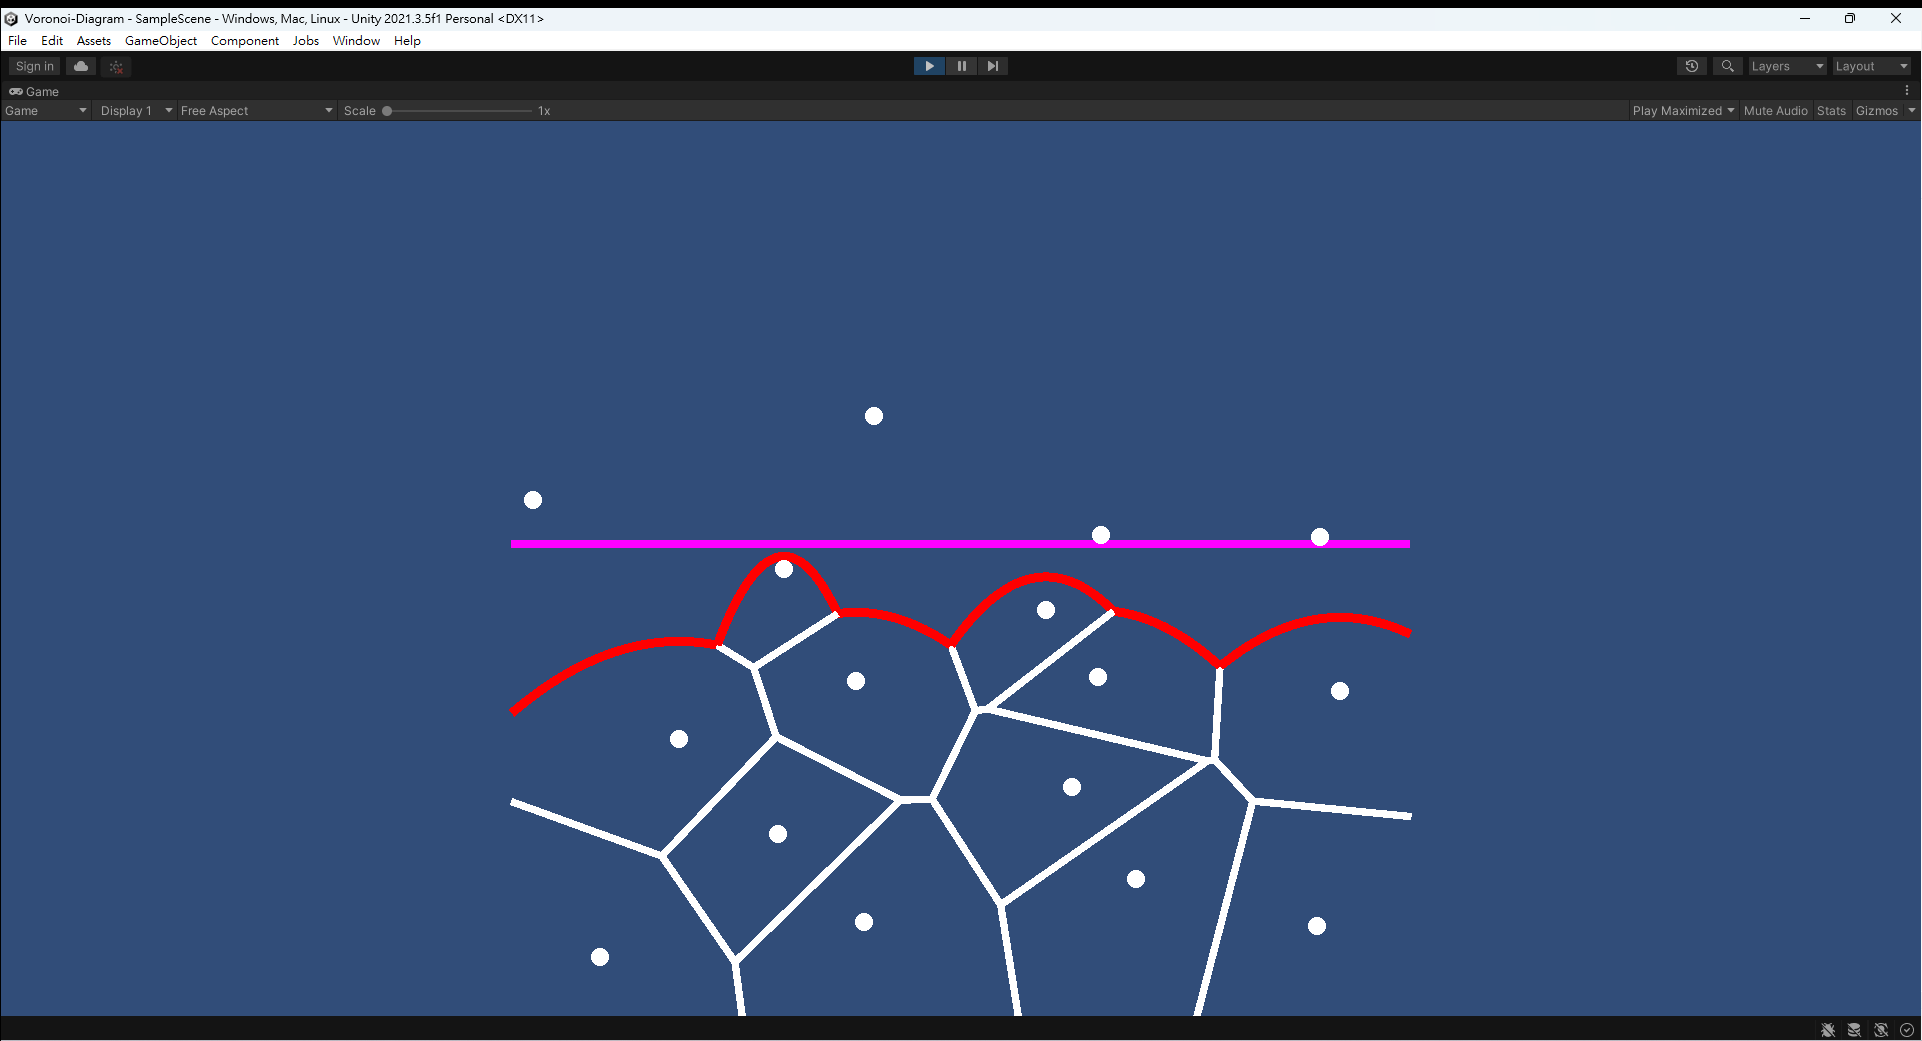 Voronoi-Diagram - SampleScene - Windows, Mac, Linux - Unity 2021.3.5f1 Personal <DX11>
File Edit Assets GameObject Component Jobs Window Help
Sign in Layers Layout
Game
Game Display 1 Free Aspect Scale 1x Play Maximized Mute Audio Stats Gizmos